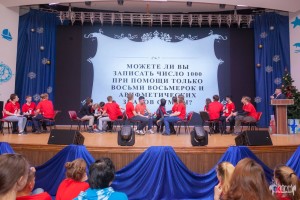 МОЖЕТЕ ЛИ ВЫ
ЗАПИСАТЬ ЧИСЛО 1000
ПРИ ПОМОЩИ ТОЛЬКО
ВОСЬМИ ВОСЬМЕРОК И
АРИФМЕТИЧЕСКИХ